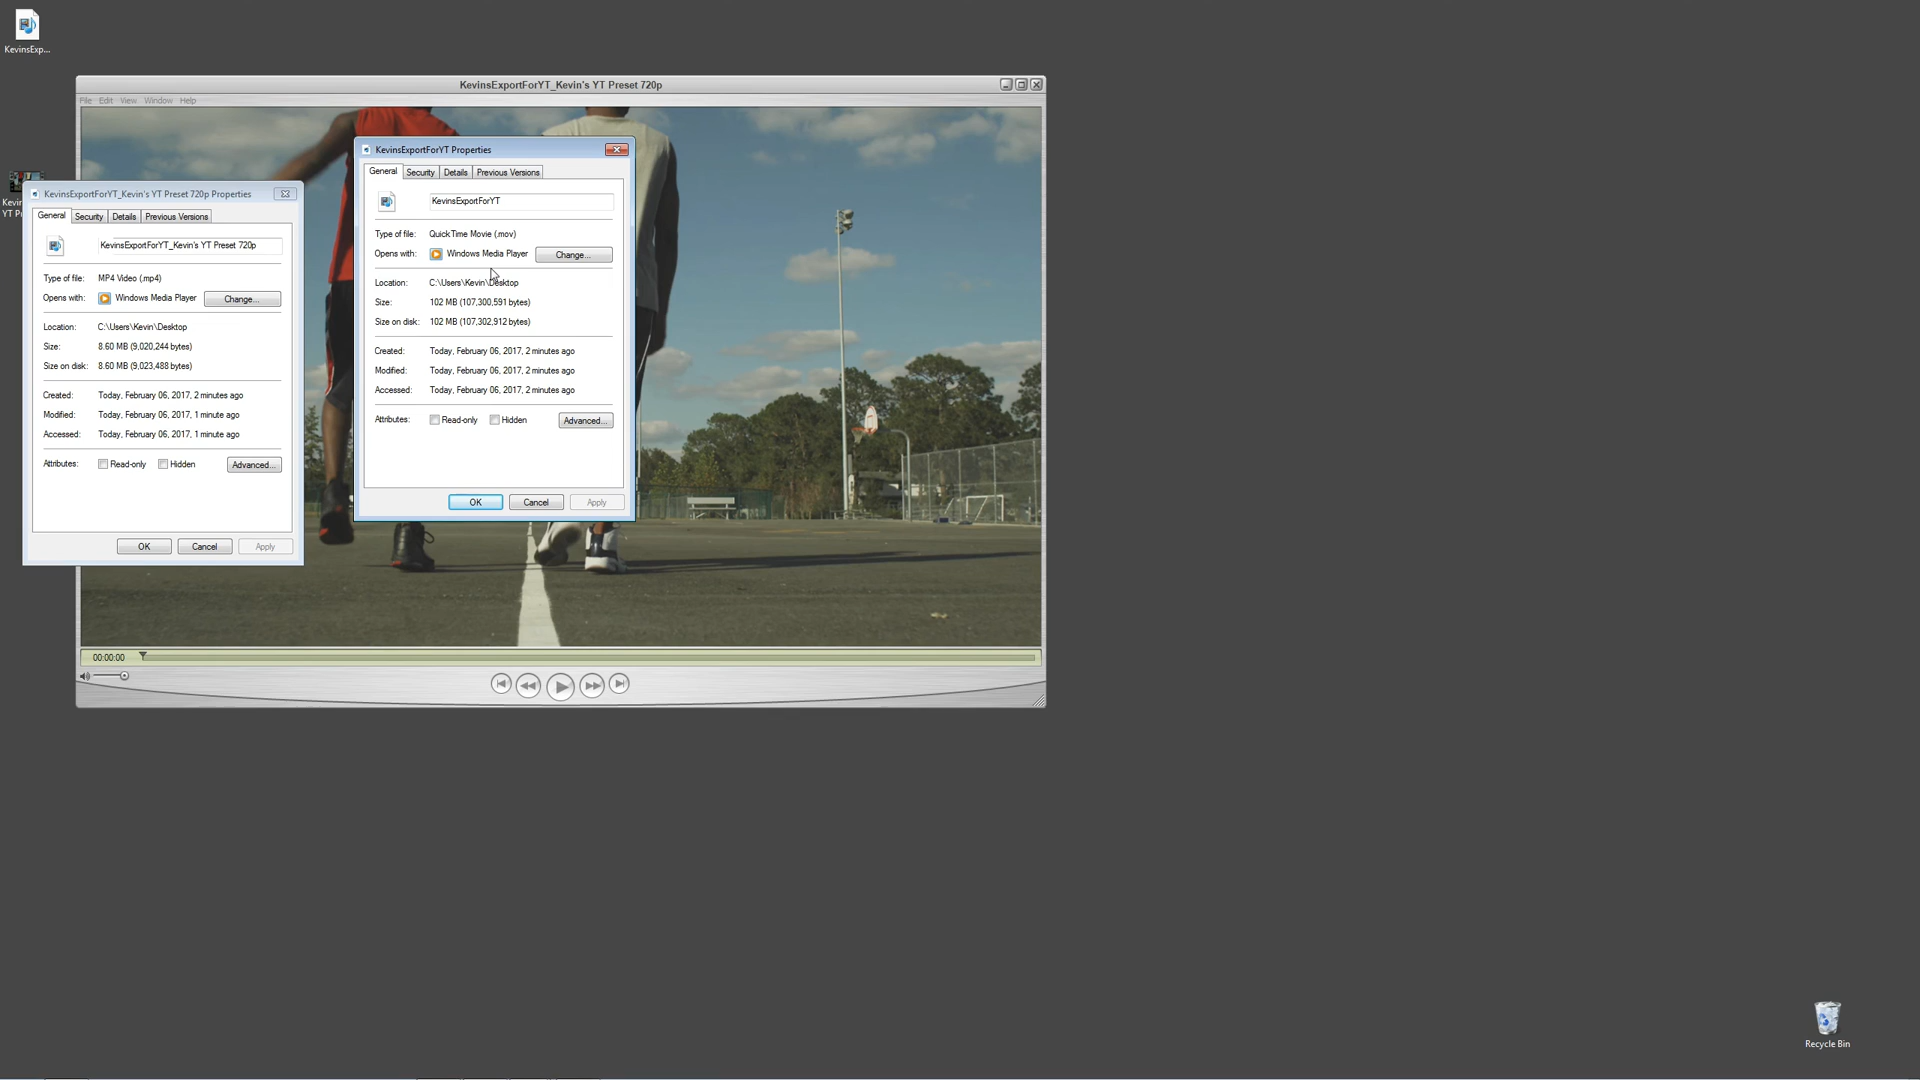 KevinsExp...
KevinsExportForYT_Kevin's YT Preset 720p
File Edit View Window Help
Kevin
YT P
KevinsExportForYT_Kevin's YT Preset 720p Properties
General Security Details Previous Versions
KevinsExportForYT_Kevin's YT Preset 720p
Type of file: MP4 Video (.mp4)
Opens with: Windows Media Player Change...
Location: C:\Users\Kevin\Desktop
Size: 8.60 MB (9,020,244 bytes)
Size on disk: 8.60 MB (9,023,488 bytes)
Created: Today, February 06, 2017, 2 minutes ago
Modified: Today, February 06, 2017, 1 minute ago
Accessed: Today, February 06, 2017, 1 minute ago
Attributes: Read-only Hidden Advanced...
OK Cancel Apply
KevinsExportForYT Properties
General Security Details Previous Versions
KevinsExportForYT
Type of file: QuickTime Movie (.mov)
Opens with: Windows Media Player Change...
Location: C:\Users\Kevin\Desktop
Size: 102 MB (107,300,591 bytes)
Size on disk: 102 MB (107,302,912 bytes)
Created: Today, February 06, 2017, 2 minutes ago
Modified: Today, February 06, 2017, 2 minutes ago
Accessed: Today, February 06, 2017, 2 minutes ago
Attributes: Read-only Hidden Advanced...
OK Cancel Apply
00:00:00
Recycle Bin